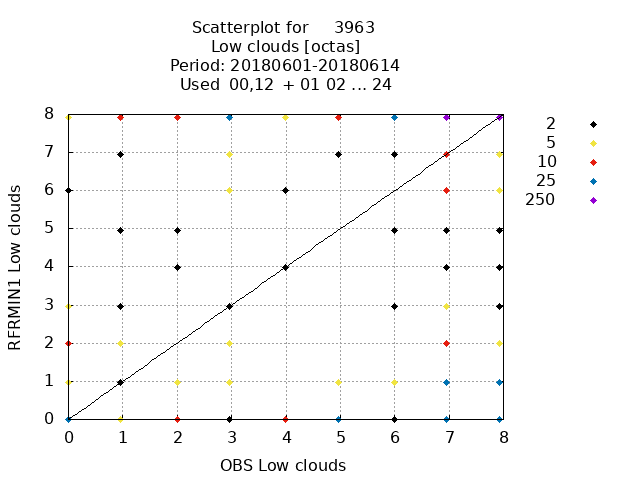 Scatterplot for 3963
Low clouds [octas]
Period: 20180601-20180614
Used 00,12 + 01 02 ... 24
8
7
6
5
4
3
2
1
0
RFRMIN1 Low clouds
0 1 2 3 4 5 6 7 8
OBS Low clouds
2
5
10
25
250